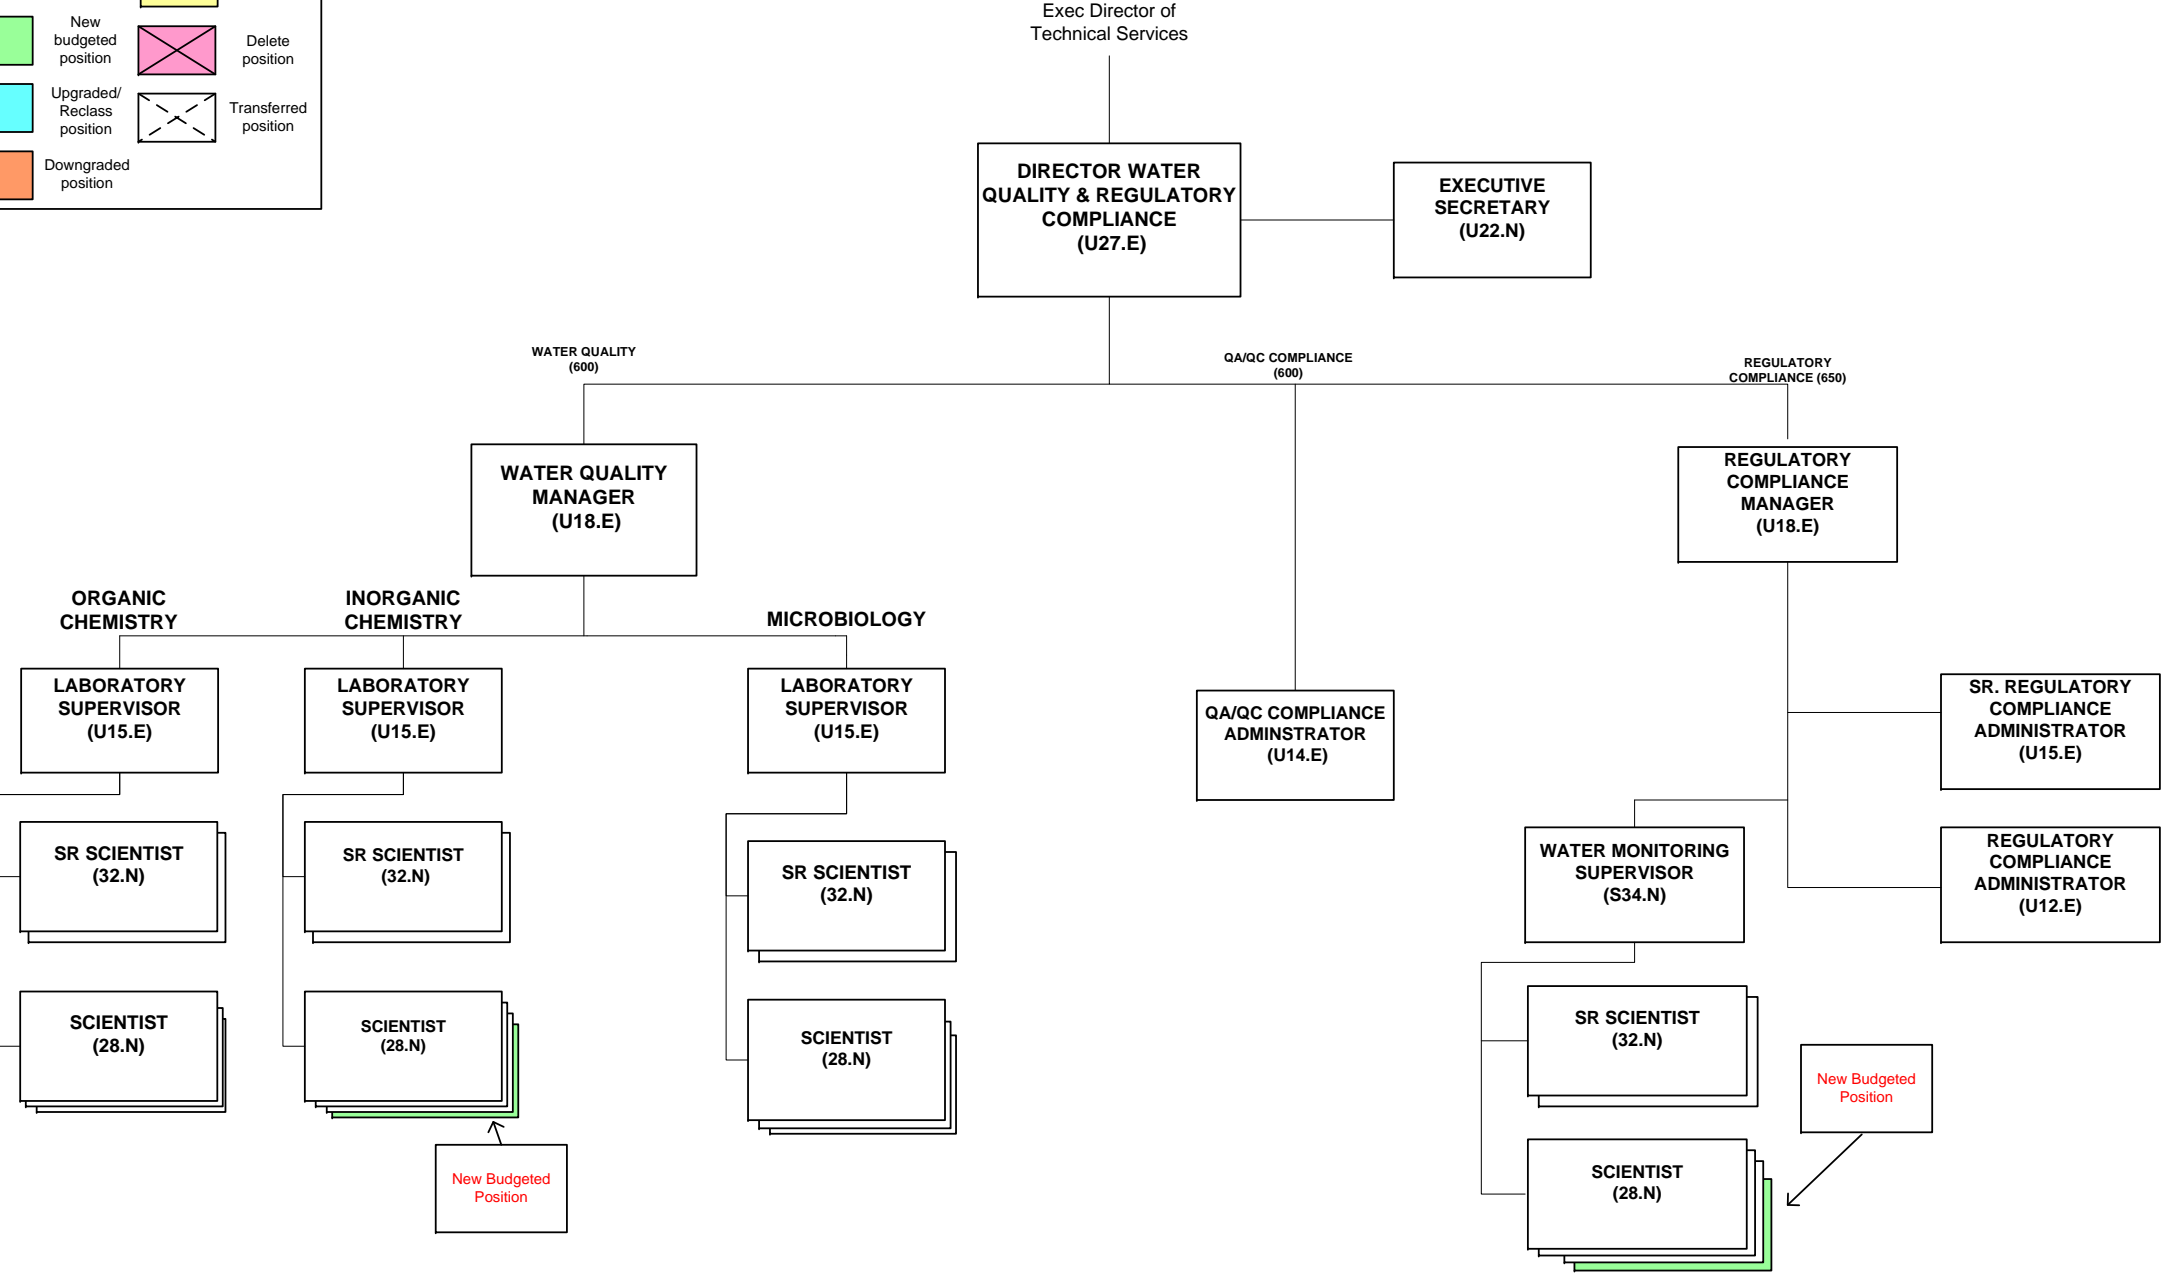 New
budgeted
position
Delete
position
Upgraded/
Reclass
position
Transferred
position
Downgraded
position
Exec Director of
Technical Services
DIRECTOR WATER
QUALITY & REGULATORY
COMPLIANCE
(U27.E)
EXECUTIVE
SECRETARY
(U22.N)
WATER QUALITY
(600)
QA/QC COMPLIANCE
(600)
REGULATORY
COMPLIANCE (650)
WATER QUALITY
MANAGER
(U18.E)
REGULATORY
COMPLIANCE
MANAGER
(U18.E)
ORGANIC
CHEMISTRY
INORGANIC
CHEMISTRY
MICROBIOLOGY
LABORATORY
SUPERVISOR
(U15.E)
LABORATORY
SUPERVISOR
(U15.E)
LABORATORY
SUPERVISOR
(U15.E)
QA/QC COMPLIANCE
ADMINSTRATOR
(U14.E)
SR. REGULATORY
COMPLIANCE
ADMINISTRATOR
(U15.E)
SR SCIENTIST
(32.N)
SR SCIENTIST
(32.N)
SR SCIENTIST
(32.N)
WATER MONITORING
SUPERVISOR
(S34.N)
REGULATORY
COMPLIANCE
ADMINISTRATOR
(U12.E)
SCIENTIST
(28.N)
SCIENTIST
(28.N)
SCIENTIST
(28.N)
SR SCIENTIST
(32.N)
New Budgeted
Position
New Budgeted
Position
SCIENTIST
(28.N)